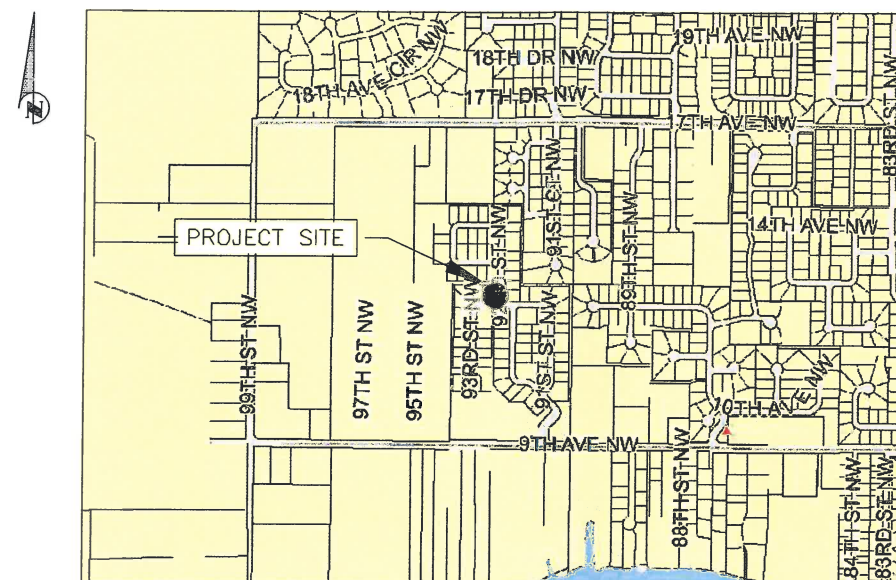 N
19TH AVE NW
18TH DR NW
18TH AVE CIR NW
17TH DR NW
17TH AVE NW
83RD ST NW
91ST CT NW
89TH ST NW
14TH AVE NW
PROJECT SITE
ST NW
99TH ST NW
97TH ST NW
95TH ST NW
93RD ST NW
91ST ST NW
10TH AVE NW
9TH AVE NW
88TH ST NW
84TH ST NW
83RD ST NW